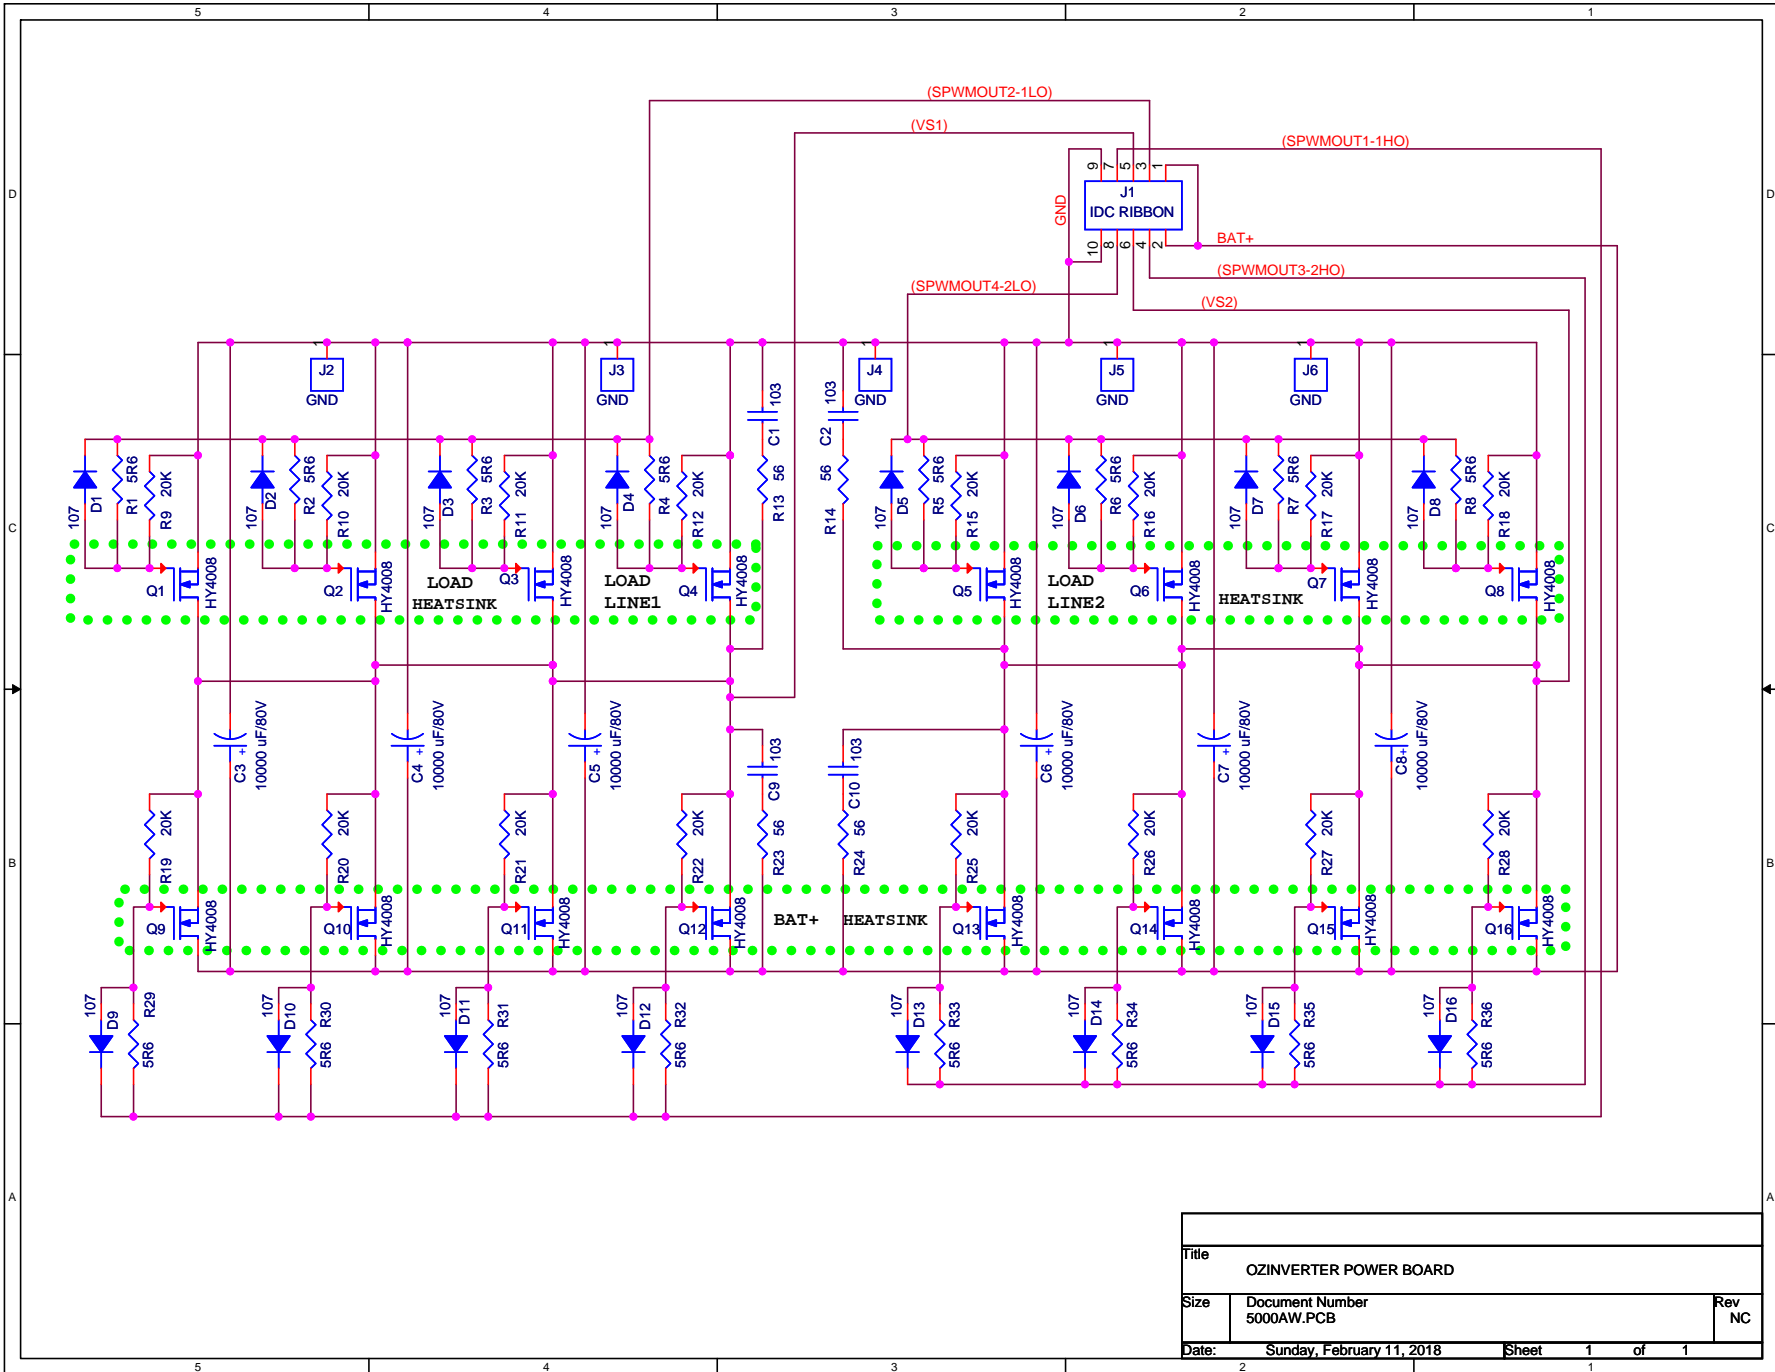 5 4 3 2 1
(SPWMOUT2-1LO)
(VS1)
(SPWMOUT1-1HO)
9 7 5 3 1
D D
J1
IDC RIBBON
GND
10 8 6 4 2
BAT+
(SPWMOUT3-2HO)
(SPWMOUT4-2LO)
(VS2)
1 1 1 1 1
J2 J3 J4 J5 J6
GND GND GND GND GND
103 C1 103 C2
107 D1 R1 5R6 R9 20K
107 D2 R2 5R6 R10 20K
107 D3 R3 5R6 R11 20K
107 D4 R4 5R6 R12 20K
R13 56
R14 56
107 D5 R5 5R6 R15 20K
107 D6 R6 5R6 R16 20K
107 D7 R7 5R6 R17 20K
107 D8 R8 5R6 R18 20K
C C
Q1 HY4008
Q2 HY4008
Q3 HY4008
Q4 HY4008
Q5 HY4008
Q6 HY4008
Q7 HY4008
Q8 HY4008
LOAD
HEATSINK
LOAD
LINE1
LOAD
LINE2
HEATSINK
C3 + 10000 uF/80V
C4 + 10000 uF/80V
C5 + 10000 uF/80V
C9 103
C10 103
C6 + 10000 uF/80V
C7 + 10000 uF/80V
C8 + 10000 uF/80V
B B
R19 20K
R20 20K
R21 20K
R22 20K
R23 56
R24 56
R25 20K
R26 20K
R27 20K
R28 20K
Q9 HY4008
Q10 HY4008
Q11 HY4008
Q12 HY4008
BAT+ HEATSINK
Q13 HY4008
Q14 HY4008
Q15 HY4008
Q16 HY4008
107 D9 R29 5R6
107 D10 R30 5R6
107 D11 R31 5R6
107 D12 R32 5R6
107 D13 R33 5R6
107 D14 R34 5R6
107 D15 R35 5R6
107 D16 R36 5R6
A A
Title
OZINVERTER POWER BOARD
Size Document Number Rev
5000AW.PCB NC
Date: Sunday, February 11, 2018 Sheet 1 of 1
5 4 3 2 1